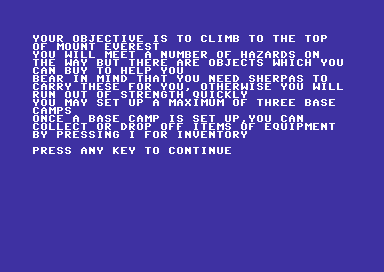 YOUR OBJECTIVE IS TO CLIMB TO THE TOP
OF MOUNT EVEREST
YOU WILL MEET A NUMBER OF HAZARDS ON
THE WAY BUT THERE ARE OBJECTS WHICH YOU
CAN BUY TO HELP YOU
BEAR IN MIND THAT YOU NEED SHERPAS TO
CARRY THESE FOR YOU, OTHERWISE YOU WILL
RUN OUT OF STRENGTH QUICKLY
YOU MAY SET UP A MAXIMUM OF THREE BASE
CAMPS
ONCE A BASE CAMP IS SET UP,YOU CAN
COLLECT OR DROP OFF ITEMS OF EQUIPMENT
BY PRESSING I FOR INVENTORY
PRESS ANY KEY TO CONTINUE